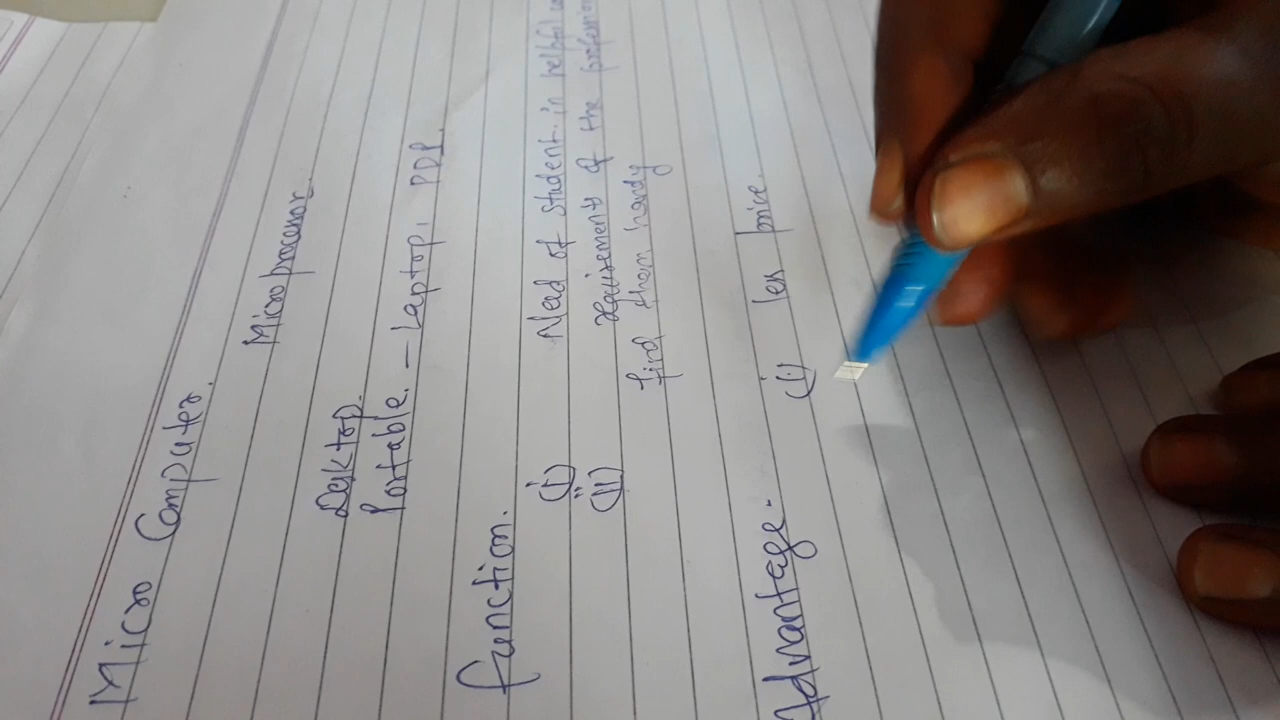 Micro Computer.
Microprocessor.
Desktop.
Portable. — Laptop, PDP.
function.
(i) Need of student in helpful
(ii) requirement of the
find them handy
Advantage.
(i) less price.